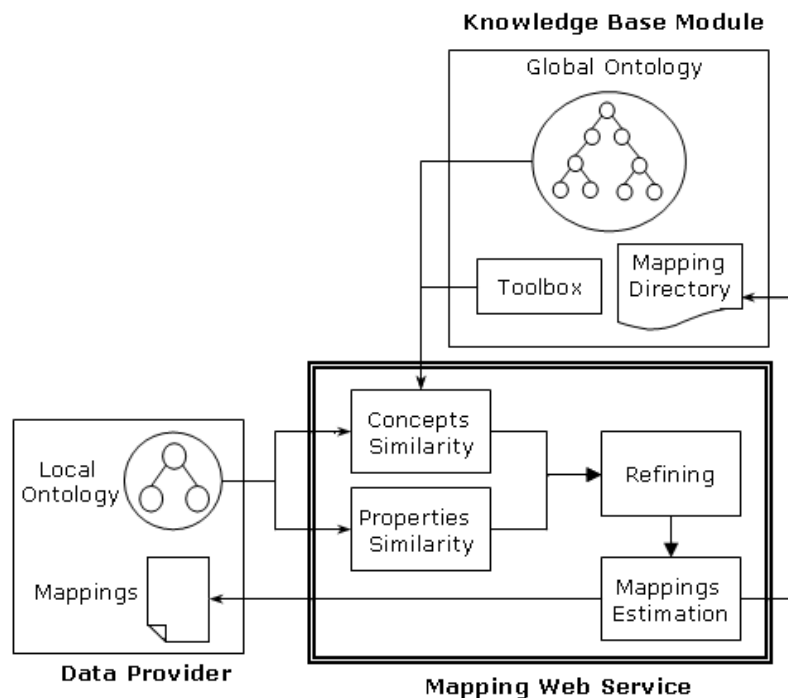 Knowledge Base Module
Global Ontology
Toolbox
Mapping
Directory
Concepts
Similarity
Properties
Similarity
Refining
Mappings
Estimation
Local
Ontology
Mappings
Data Provider
Mapping Web Service